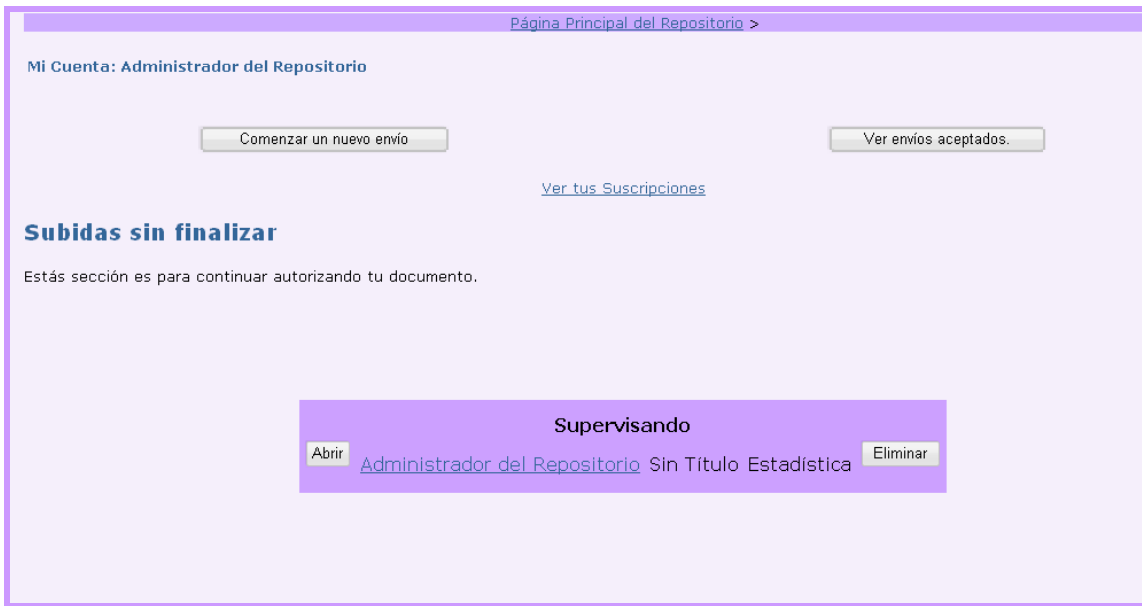 Página Principal del Repositorio >
Mi Cuenta: Administrador del Repositorio
Comenzar un nuevo envío
Ver envíos aceptados.
Ver tus Suscripciones
Subidas sin finalizar
Estás sección es para continuar autorizando tu documento.
Supervisando
Abrir Administrador del Repositorio Sin Título Estadística Eliminar